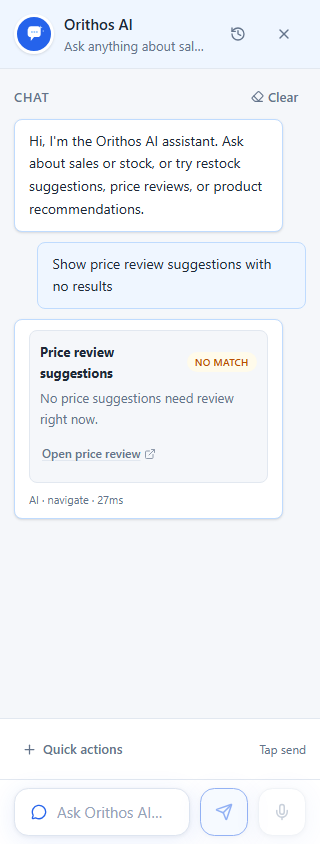 Orithos AI
Ask anything about sal...
CHAT
Clear
Hi, I'm the Orithos AI assistant. Ask
about sales or stock, or try restock
suggestions, price reviews, or product
recommendations.
Show price review suggestions with
no results
Price review
suggestions
NO MATCH
No price suggestions need review
right now.
Open price review
AI · navigate · 27ms
Quick actions
Tap send
Ask Orithos AI...